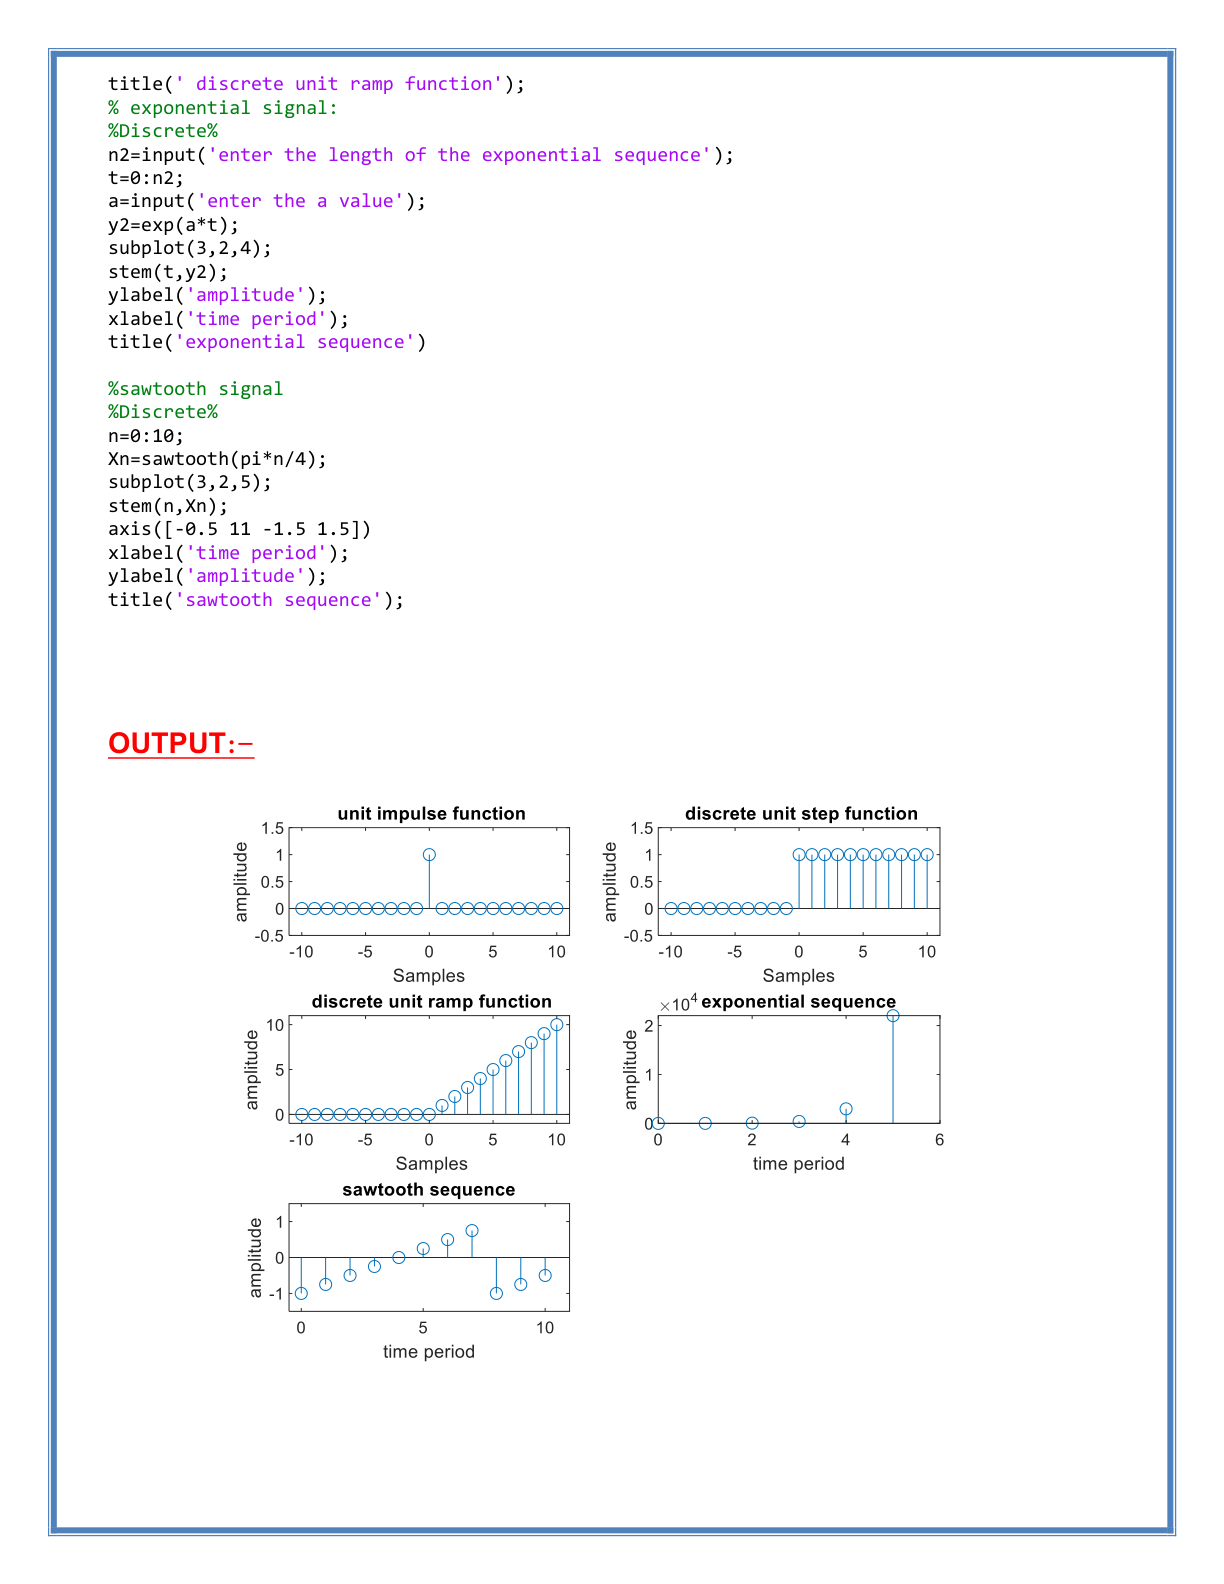 title(' discrete unit ramp function');
% exponential signal:
%Discrete%
n2=input('enter the length of the exponential sequence');
t=0:n2;
a=input('enter the a value');
y2=exp(a*t);
subplot(3,2,4);
stem(t,y2);
ylabel('amplitude');
xlabel('time period');
title('exponential sequence')
%sawtooth signal
%Discrete%
n=0:10;
Xn=sawtooth(pi*n/4);
subplot(3,2,5);
stem(n,Xn);
axis([-0.5 11 -1.5 1.5])
xlabel('time period');
ylabel('amplitude');
title('sawtooth sequence');
OUTPUT:-
unit impulse function
amplitude
1.5
1
0.5
0
-0.5
-10 -5 0 5 10
Samples
discrete unit step function
amplitude
1.5
1
0.5
0
-0.5
-10 -5 0 5 10
Samples
discrete unit ramp function
amplitude
10
5
0
-10 -5 0 5 10
Samples
×10⁴ exponential sequence
amplitude
2
1
0
0 2 4 6
time period
sawtooth sequence
amplitude
1
0
-1
0 5 10
time period